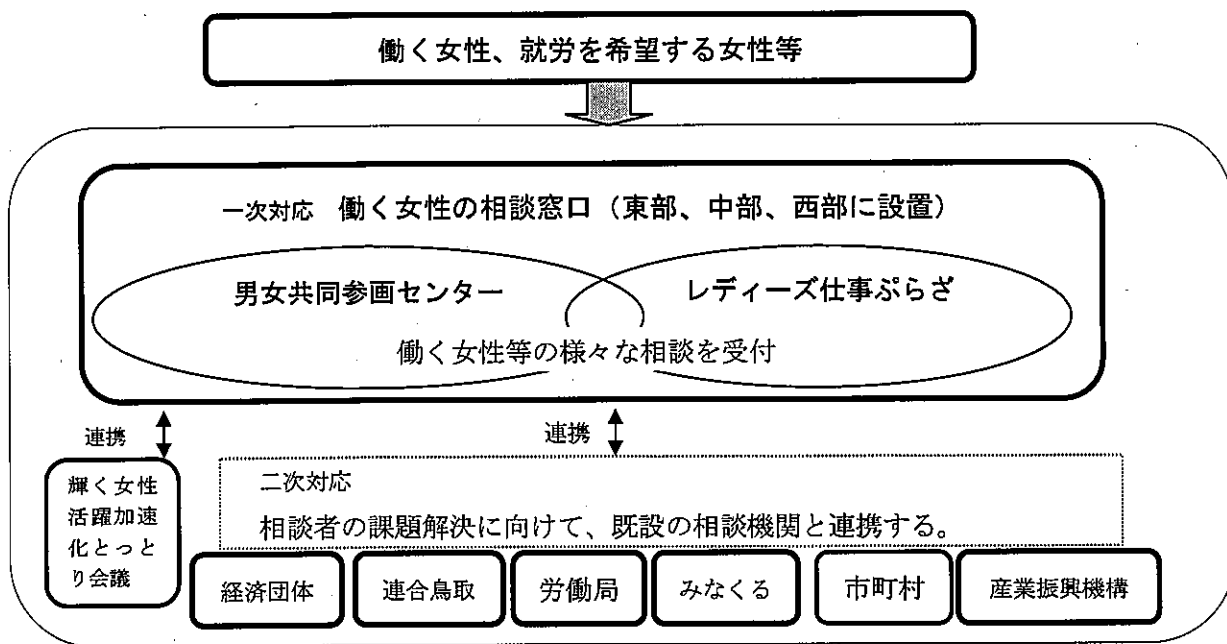 働く女性、就労を希望する女性等
一次対応 働く女性の相談窓口（東部、中部、西部に設置）
男女共同参画センター
レディーズ仕事ぷらざ
働く女性等の様々な相談を受付
連携
連携
輝く女性
活躍加速
化とっと
り会議
二次対応
相談者の課題解決に向けて、既設の相談機関と連携する。
経済団体
連合鳥取
労働局
みなくる
市町村
産業振興機構